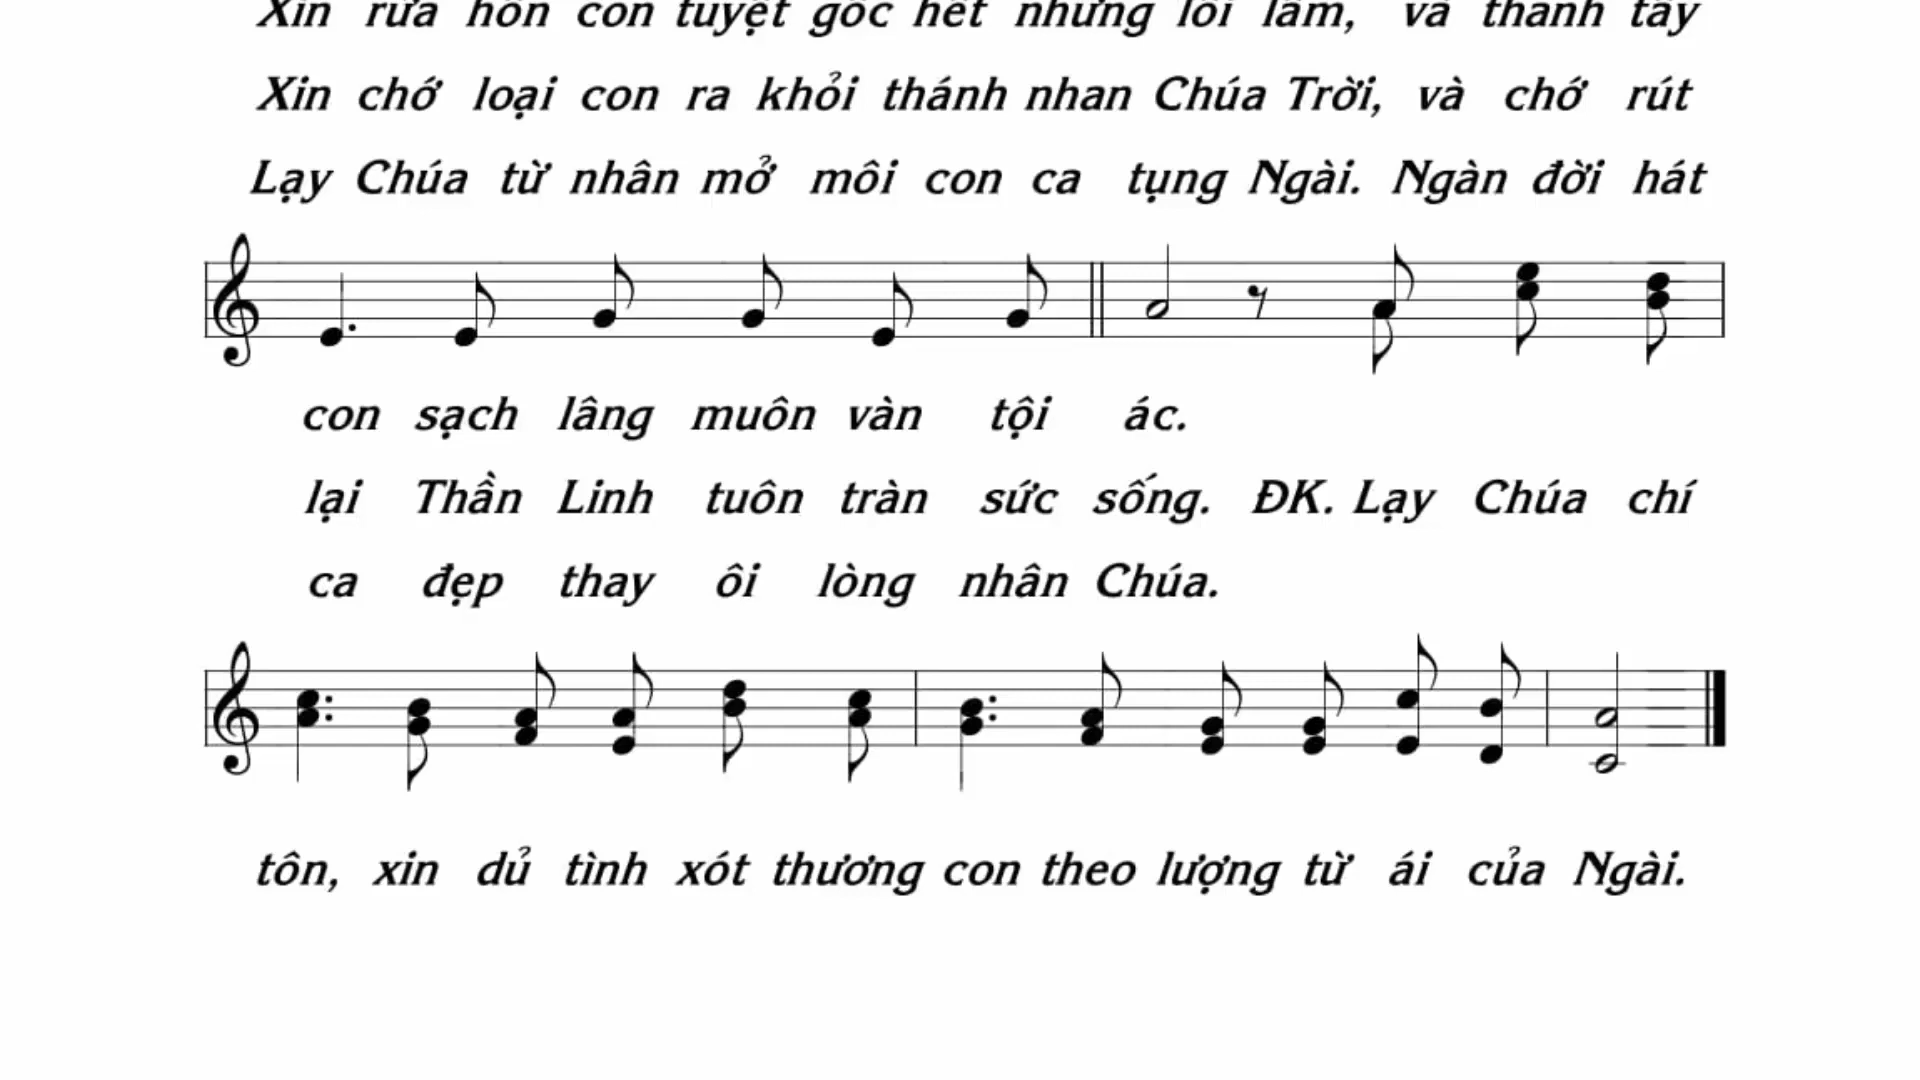 Xin rửa hồn con tuyệt gốc hết những lỗi lầm, và thanh tẩy
Xin chớ loại con ra khỏi thánh nhan Chúa Trời, và chớ rút
Lạy Chúa từ nhân mở môi con ca tụng Ngài. Ngàn đời hát
con sạch lâng muôn vàn tội ác.
lại Thần Linh tuôn tràn sức sống. ĐK. Lạy Chúa chí
ca đẹp thay ôi lòng nhân Chúa.
tôn, xin dủ tình xót thương con theo lượng từ ái của Ngài.